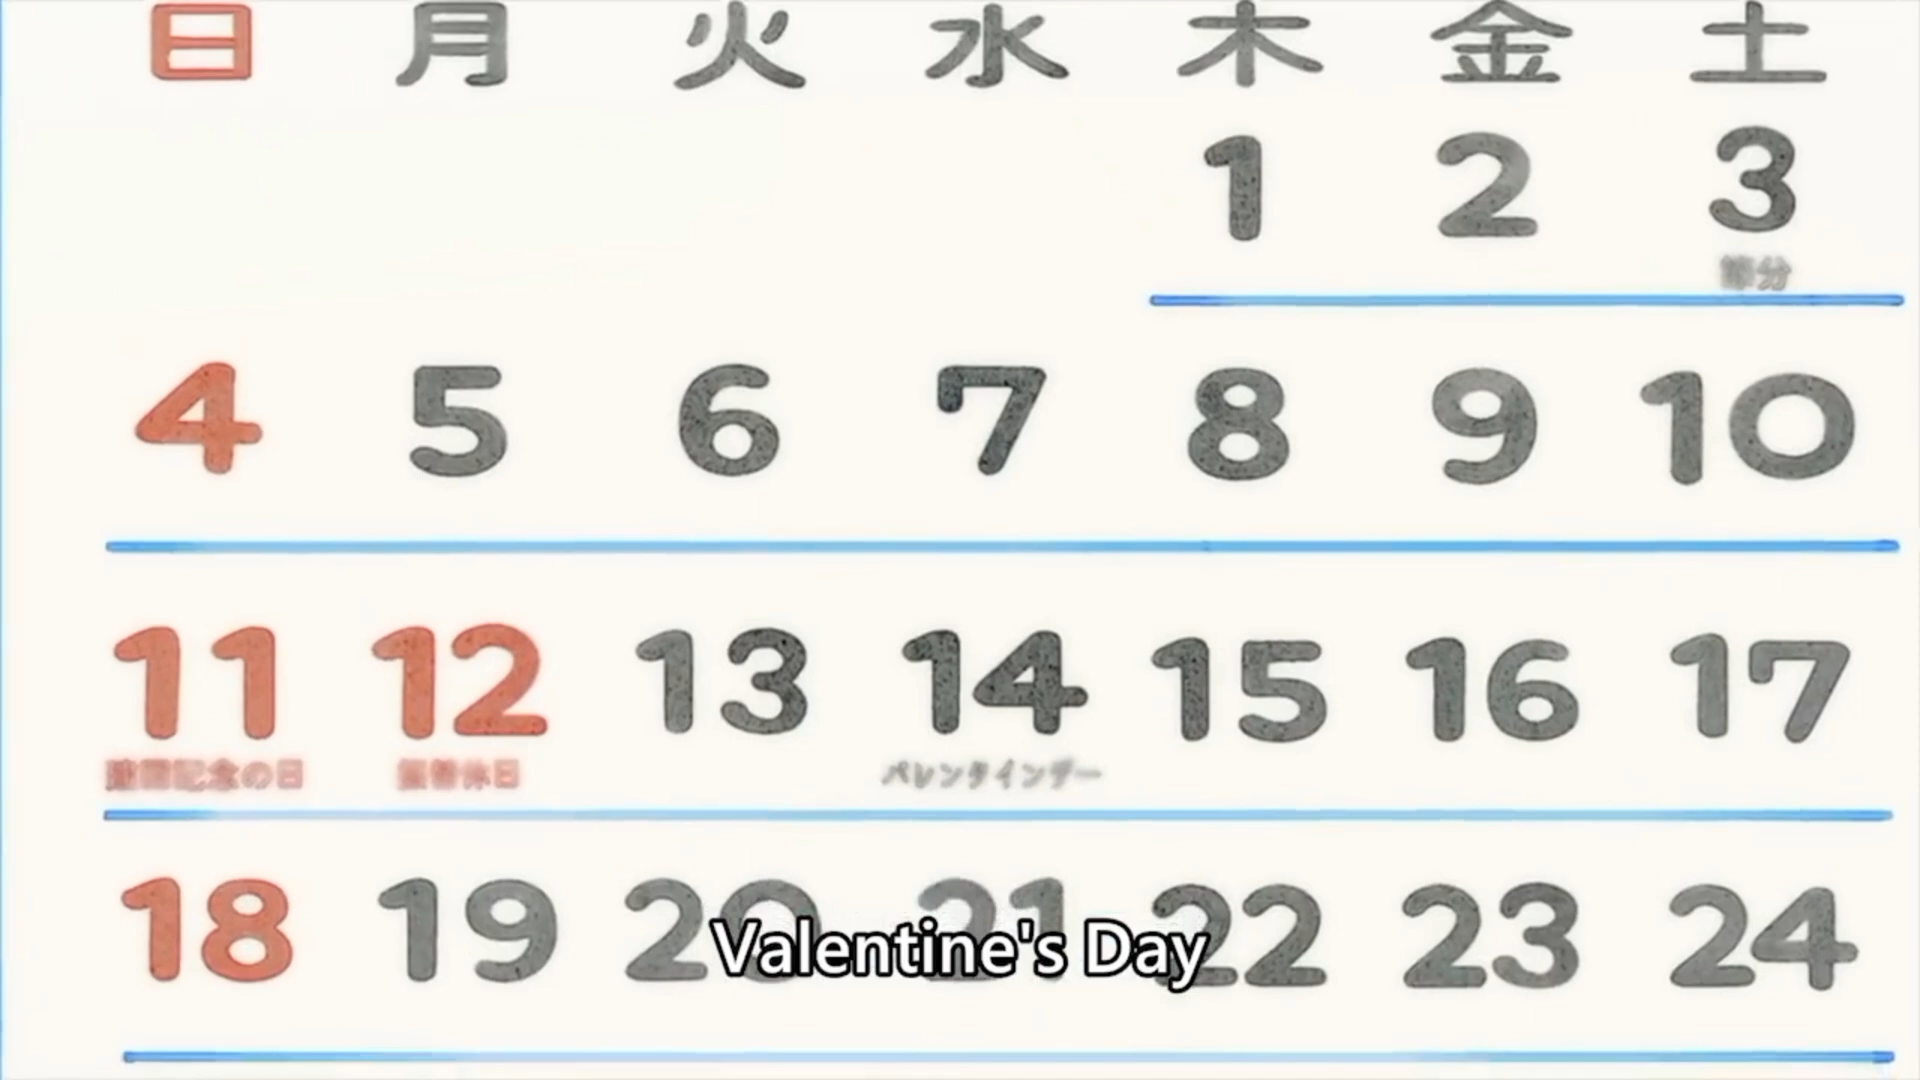 日 月 火 水 木 金 土
1 2 3
節分
4 5 6 7 8 9 10
11 12 13 14 15 16 17
建国記念の日 振替休日 バレンタインデー
18 19 20 21 22 23 24
Valentine's Day